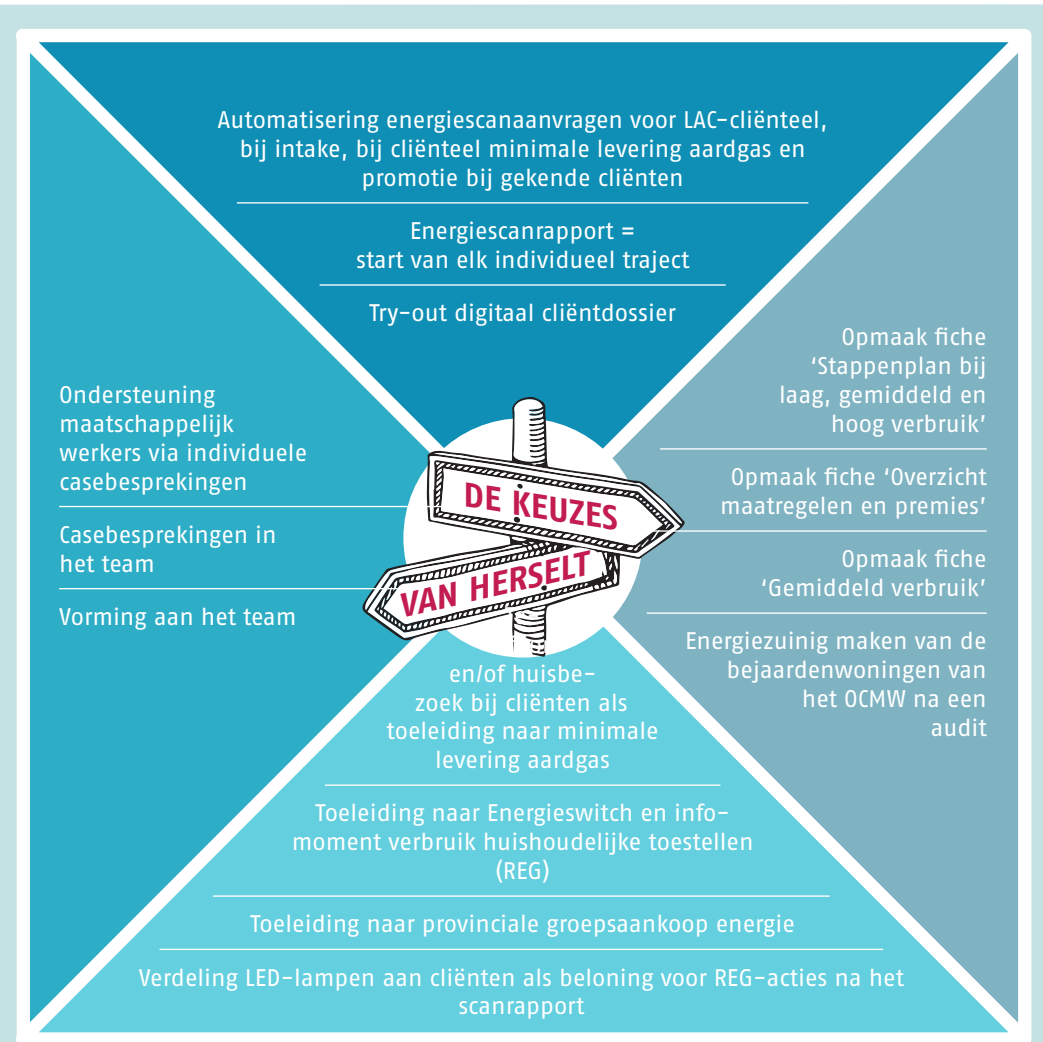 Automatisering energiescanaanvragen voor LAC-cliënteel,
bij intake, bij cliënteel minimale levering aardgas en
promotie bij gekende cliënten
Energiescanrapport =
start van elk individueel traject
Try-out digitaal cliëntdossier
Ondersteuning
maatschappelijk
werkers via individuele
casebesprekingen
Casebesprekingen in
het team
Vorming aan het team
DE KEUZES
VAN HERSELT
Opmaak fiche
‘Stappenplan bij
laag, gemiddeld en
hoog verbruik’
Opmaak fiche ‘Overzicht
maatregelen en premies’
Opmaak fiche
‘Gemiddeld verbruik’
Energiezuinig maken van de
bejaardenwoningen van
het OCMW na een
audit
en/of huisbe-
zoek bij cliënten als
toeleiding naar minimale
levering aardgas
Toeleiding naar Energieswitch en info-
moment verbruik huishoudelijke toestellen
(REG)
Toeleiding naar provinciale groepsaankoop energie
Verdeling LED-lampen aan cliënten als beloning voor REG-acties na het
scanrapport